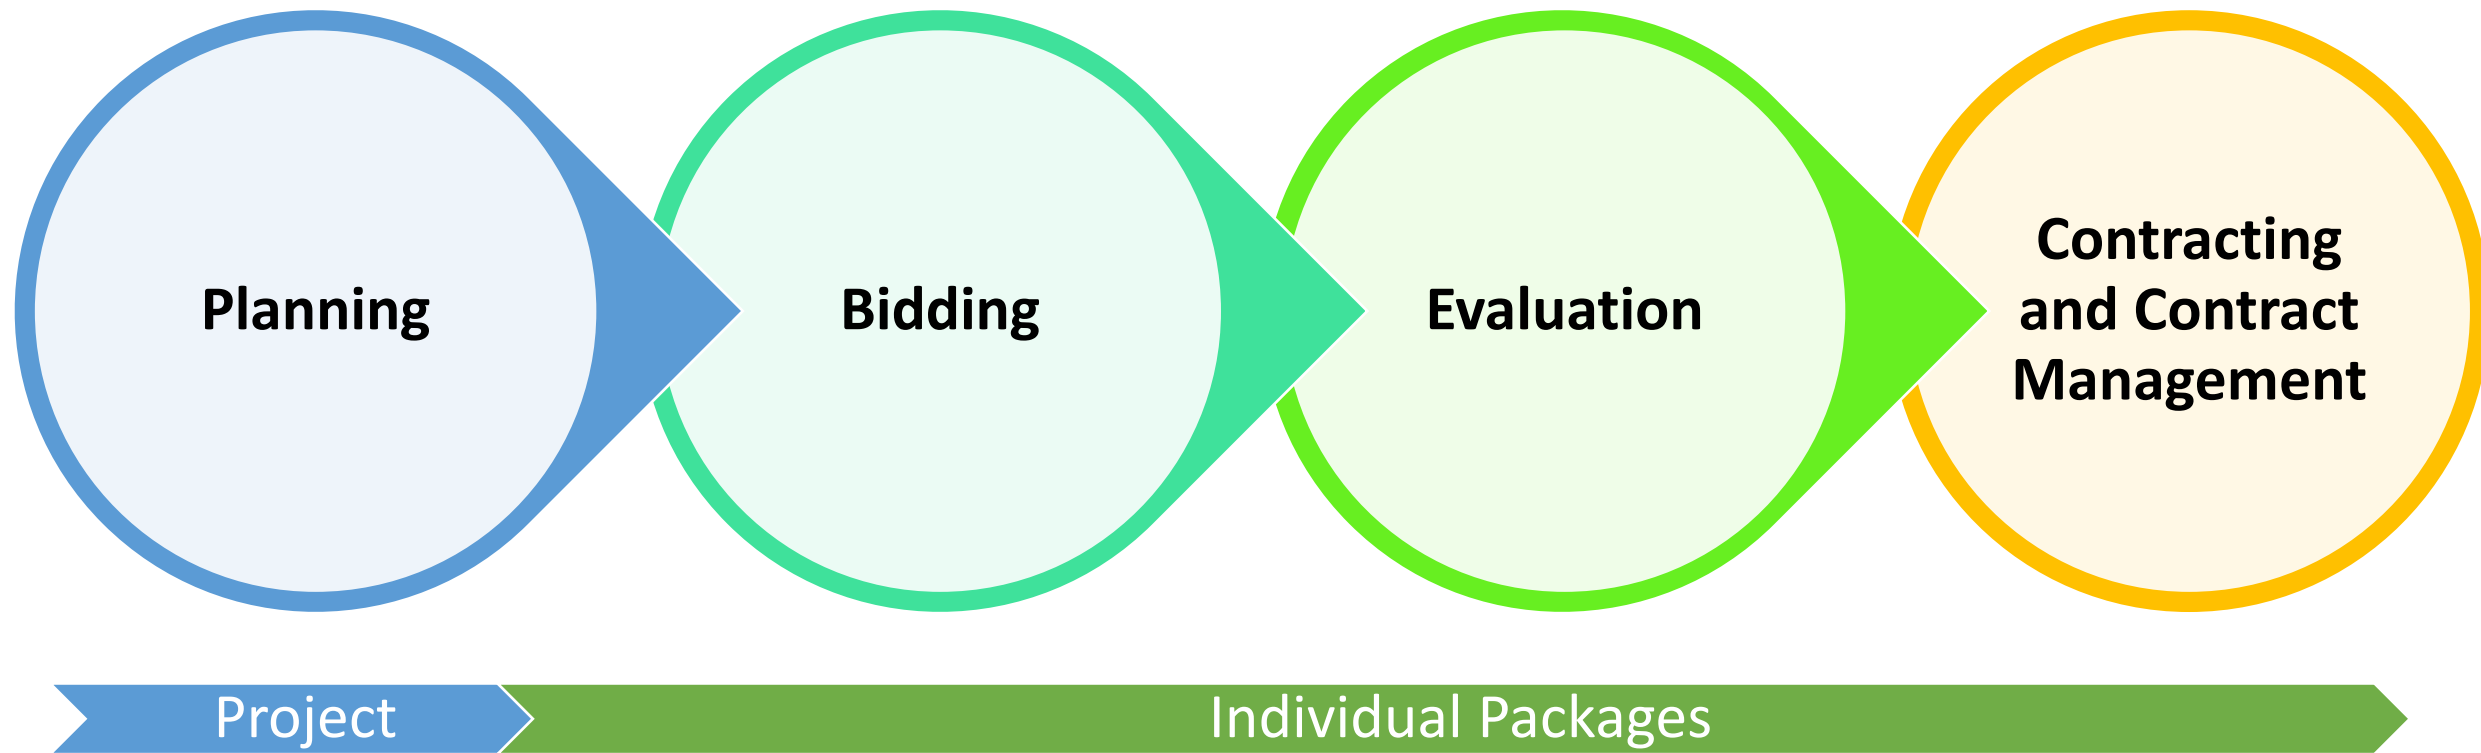 Planning
Bidding
Evaluation
Contracting
and Contract
Management
Project
Individual Packages